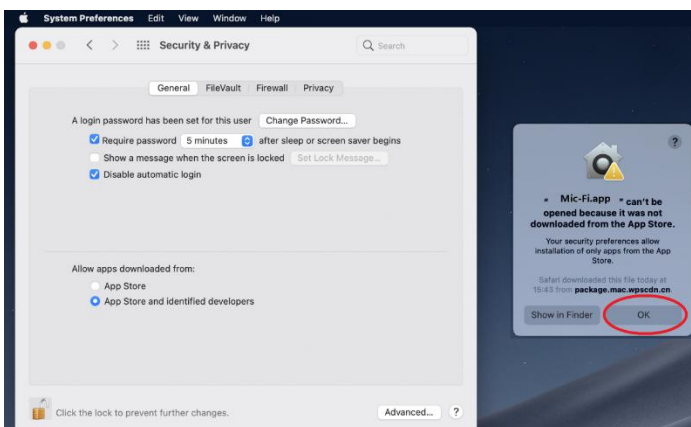 System Preferences Edit View Window Help
Security & Privacy
Search
General FileVault Firewall Privacy
A login password has been set for this user Change Password...
Require password 5 minutes after sleep or screen saver begins
Show a message when the screen is locked Set Lock Message...
Disable automatic login
Allow apps downloaded from:
App Store
App Store and identified developers
Click the lock to prevent further changes.
Advanced... ?
?
" Mic-Fi.app " can't be
opened because it was not
downloaded from the App Store.
Your security preferences allow
installation of only apps from the App
Store.
Safari downloaded this file today at
16:43 from package.mac.wpscdn.cn.
Show in Finder OK